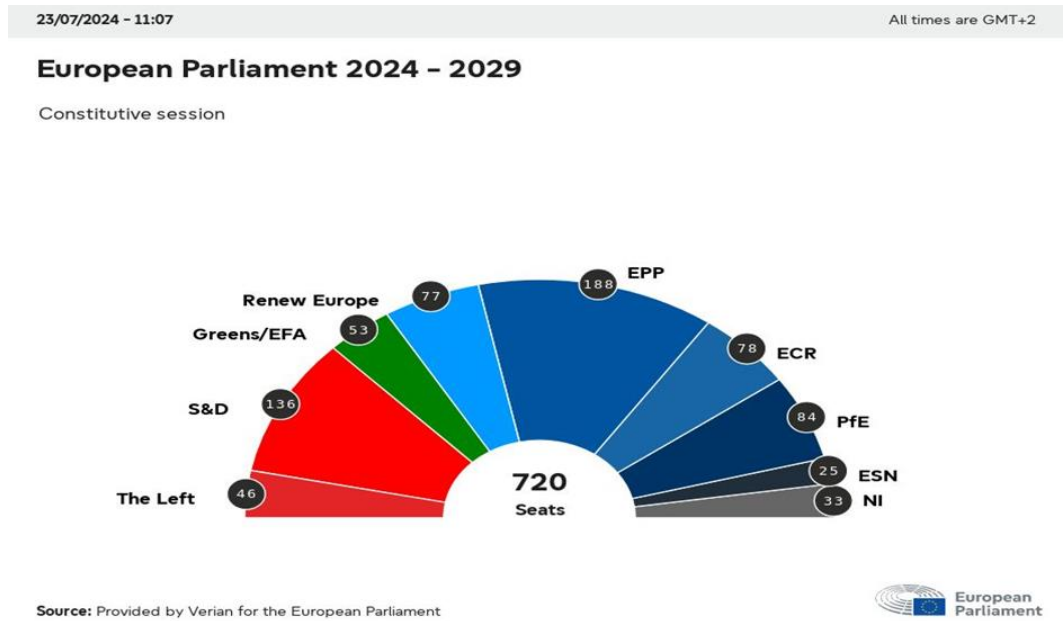 23/07/2024 – 11:07
All times are GMT+2
European Parliament 2024 – 2029
Constitutive session
EPP
188
Renew Europe
77
Greens/EFA
53
78
ECR
S&D
136
84
PfE
25
ESN
The Left
46
720
Seats
33
NI
Source: Provided by Verian for the European Parliament
European
Parliament